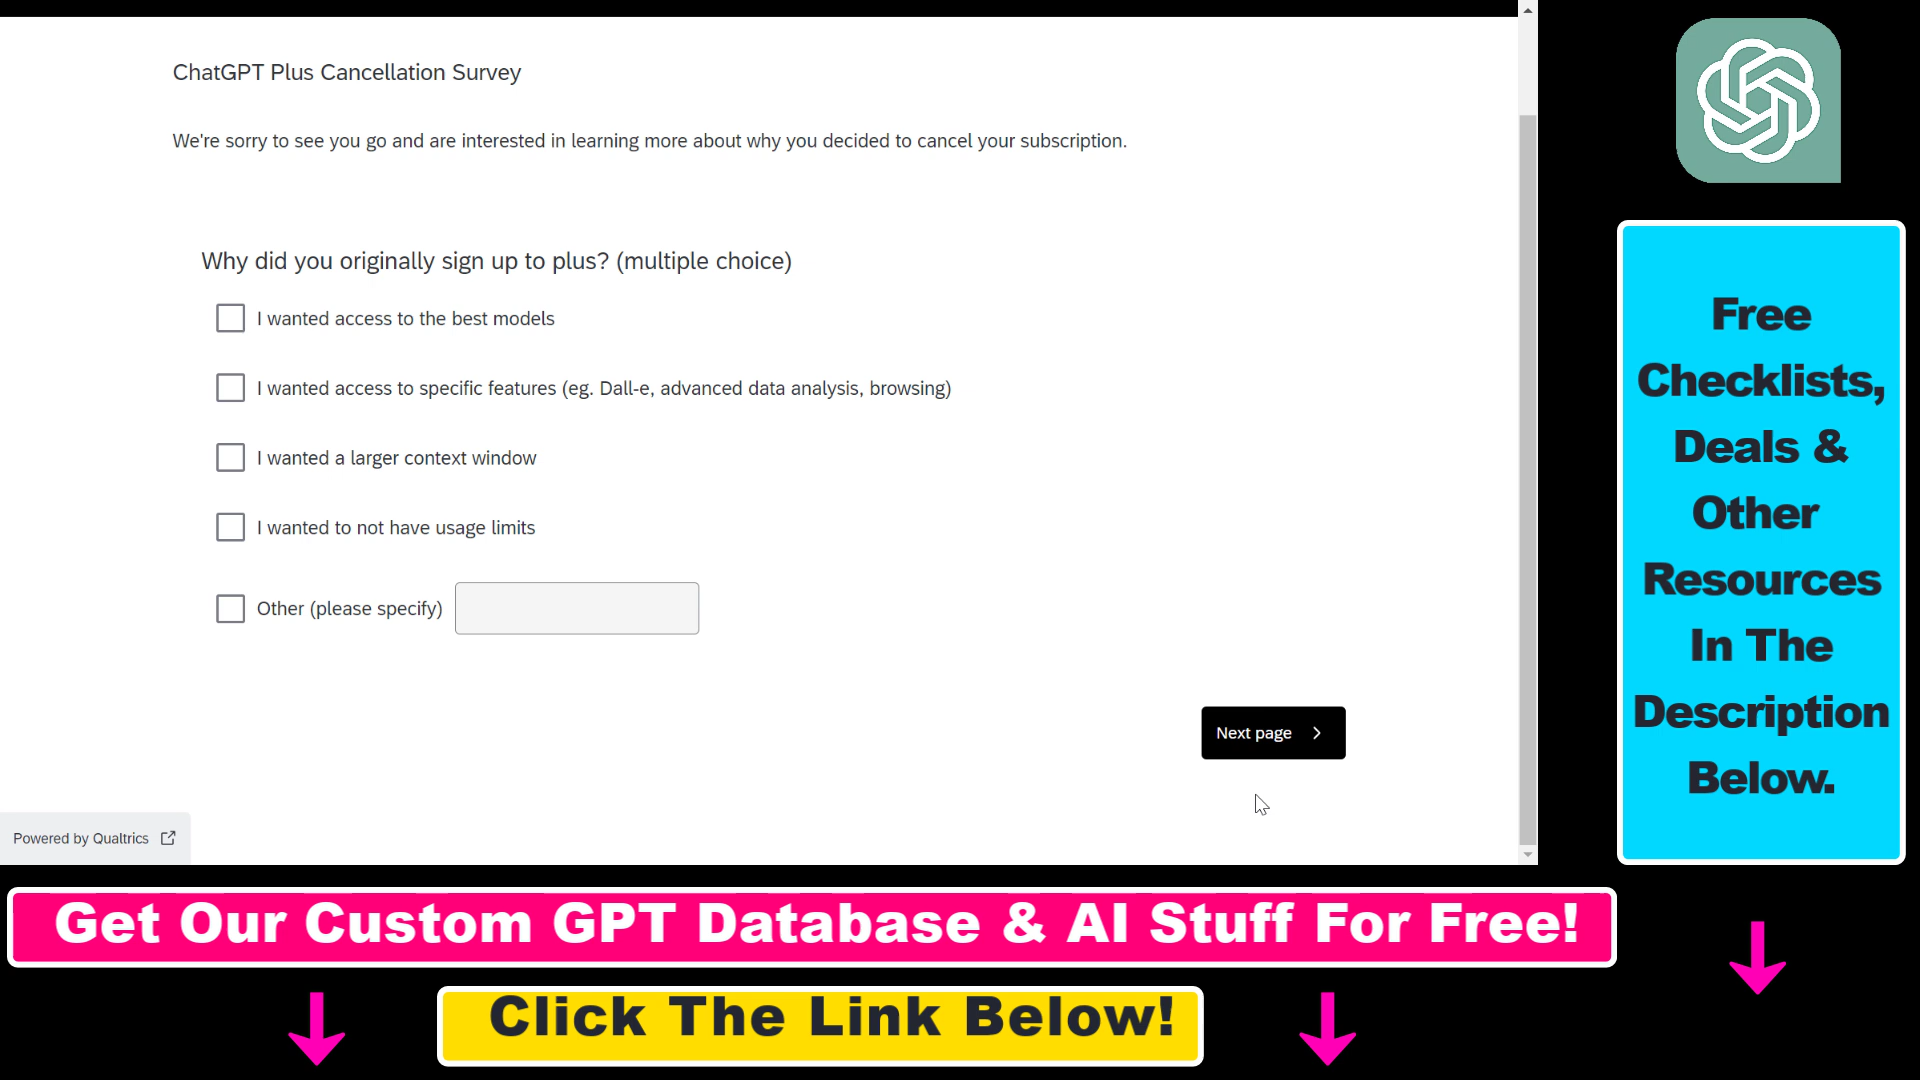 ChatGPT Plus Cancellation Survey
We're sorry to see you go and are interested in learning more about why you decided to cancel your subscription.
Why did you originally sign up to plus? (multiple choice)
I wanted access to the best models
I wanted access to specific features (eg. Dall-e, advanced data analysis, browsing)
I wanted a larger context window
I wanted to not have usage limits
Other (please specify)
Next page
Powered by Qualtrics
Free
Checklists,
Deals &
Other
Resources
In The
Description
Below.
Get Our Custom GPT Database & AI Stuff For Free!
Click The Link Below!